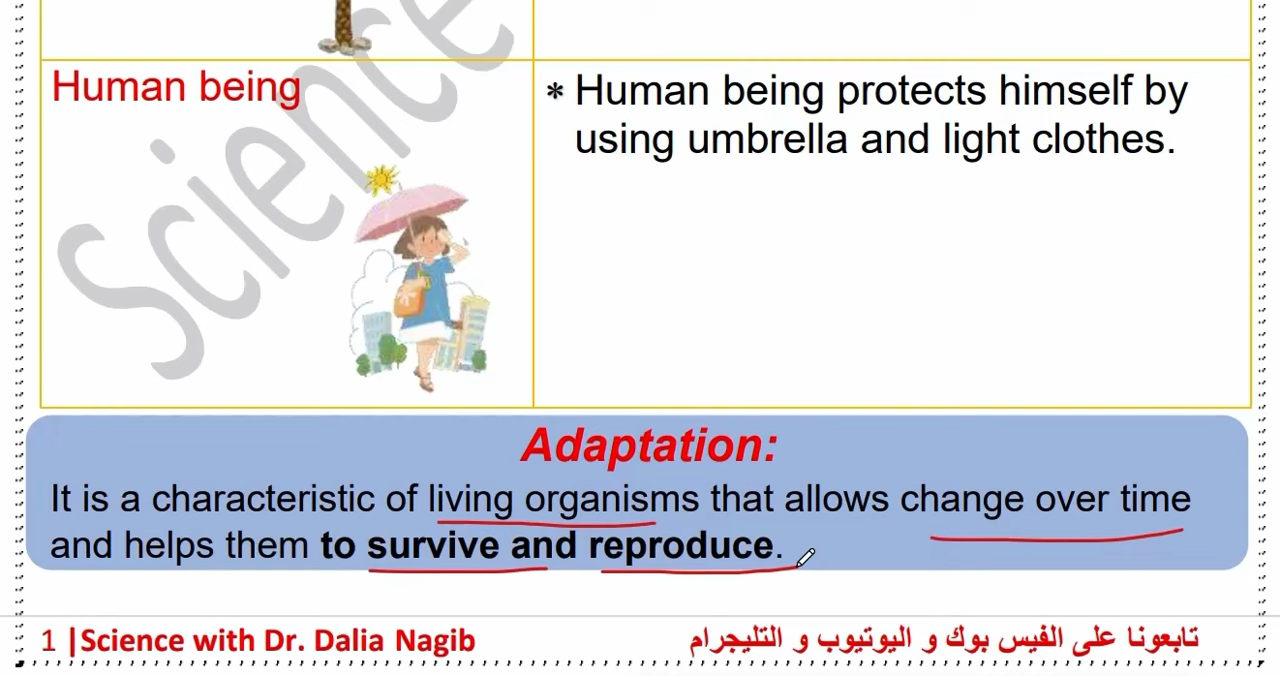 Human being
* Human being protects himself by
using umbrella and light clothes.
Science
Adaptation:
It is a characteristic of living organisms that allows change over time
and helps them to survive and reproduce.
1 |Science with Dr. Dalia Nagib
تابعونا على الفيس بوك و اليوتيوب و التليجرام